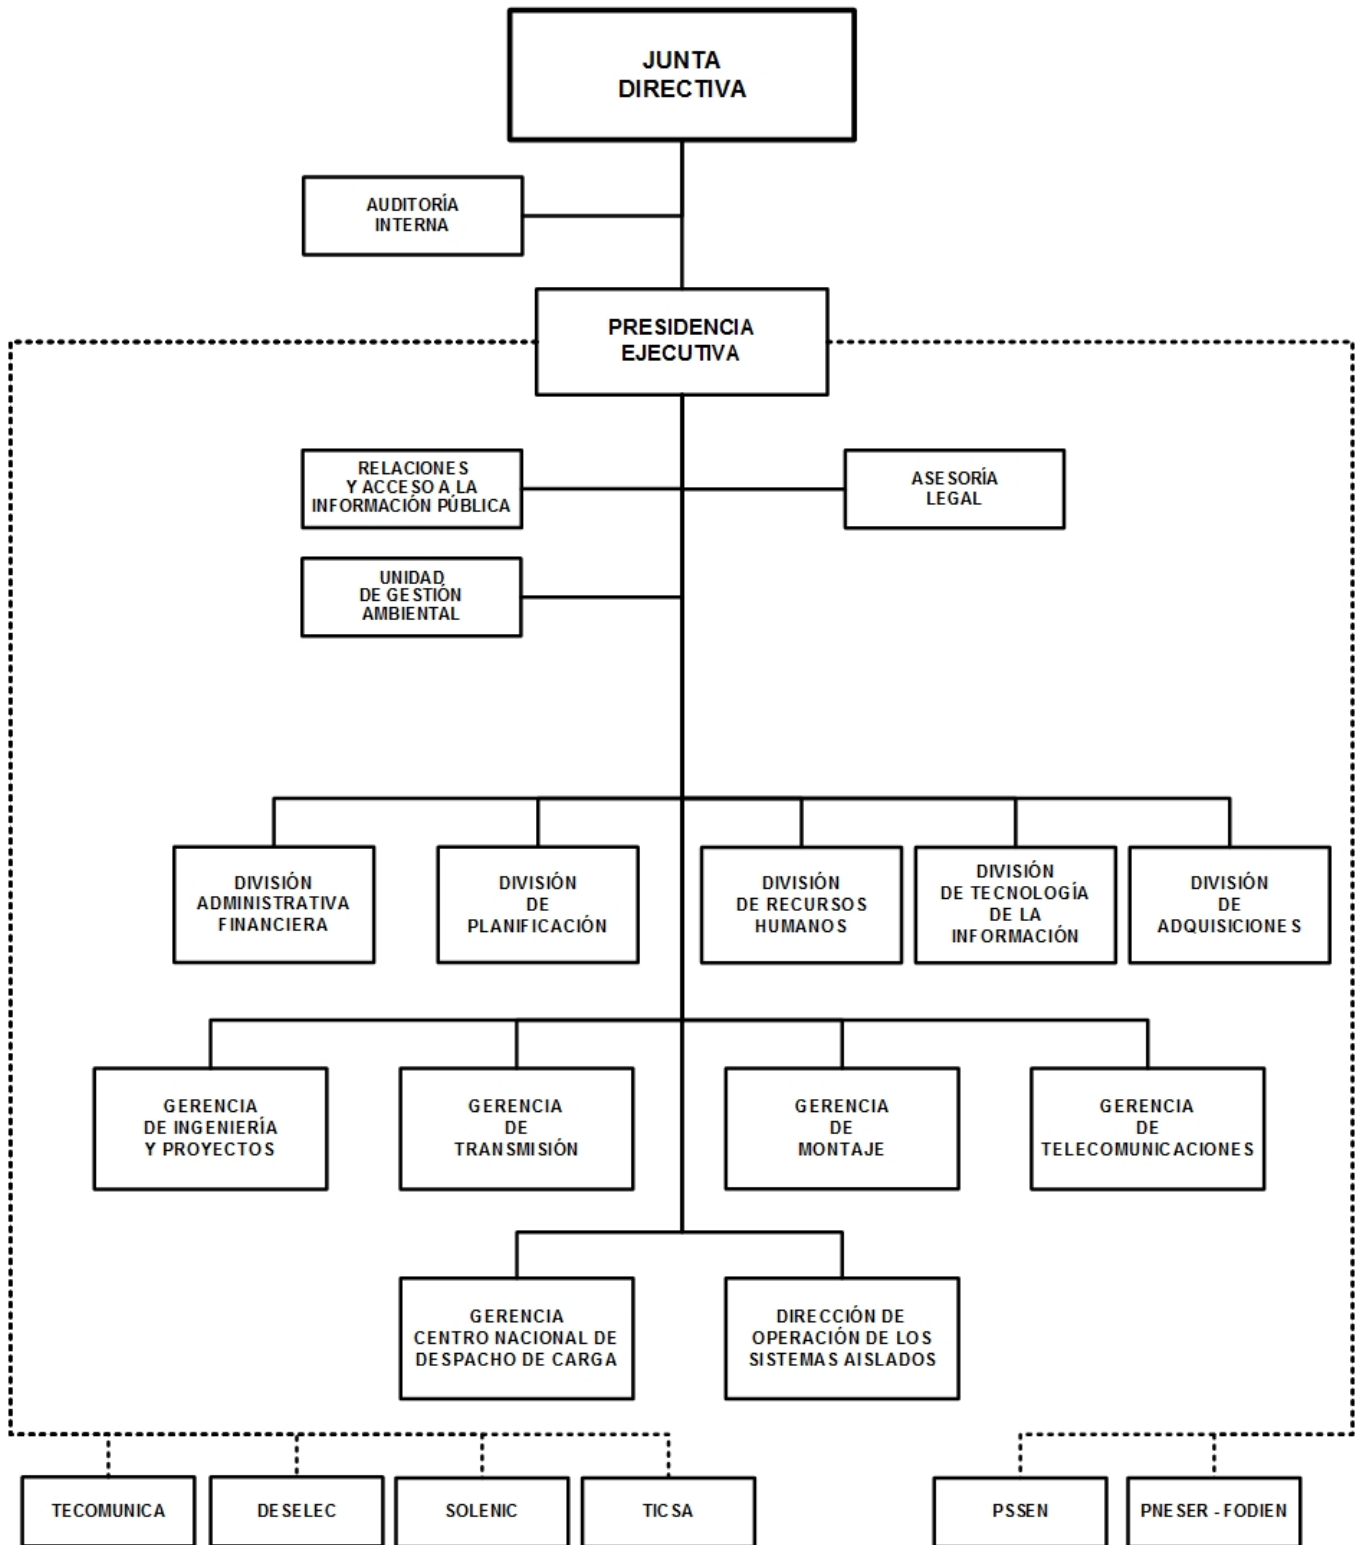 JUNTA
DIRECTIVA
AUDITORÍA
INTERNA
PRESIDENCIA
EJECUTIVA
RELACIONES
Y ACCESO A LA
INFORMACIÓN PÚBLICA
ASESORÍA
LEGAL
UNIDAD
DE GESTIÓN
AMBIENTAL
DIVISIÓN
ADMINISTRATIVA
FINANCIERA
DIVISIÓN
DE
PLANIFICACIÓN
DIVISIÓN
DE RECURSOS
HUMANOS
DIVISIÓN
DE TECNOLOGÍA
DE LA
INFORMACIÓN
DIVISIÓN
DE
ADQUISICIONES
GERENCIA
DE INGENIERÍA
Y PROYECTOS
GERENCIA
DE
TRANSMISIÓN
GERENCIA
DE
MONTAJE
GERENCIA
DE
TELECOMUNICACIONES
GERENCIA
CENTRO NACIONAL DE
DESPACHO DE CARGA
DIRECCIÓN DE
OPERACIÓN DE LOS
SISTEMAS AISLADOS
TECOMUNICA
DESELEC
SOLENIC
TICSA
PSSEN
PNESER - FODIEN